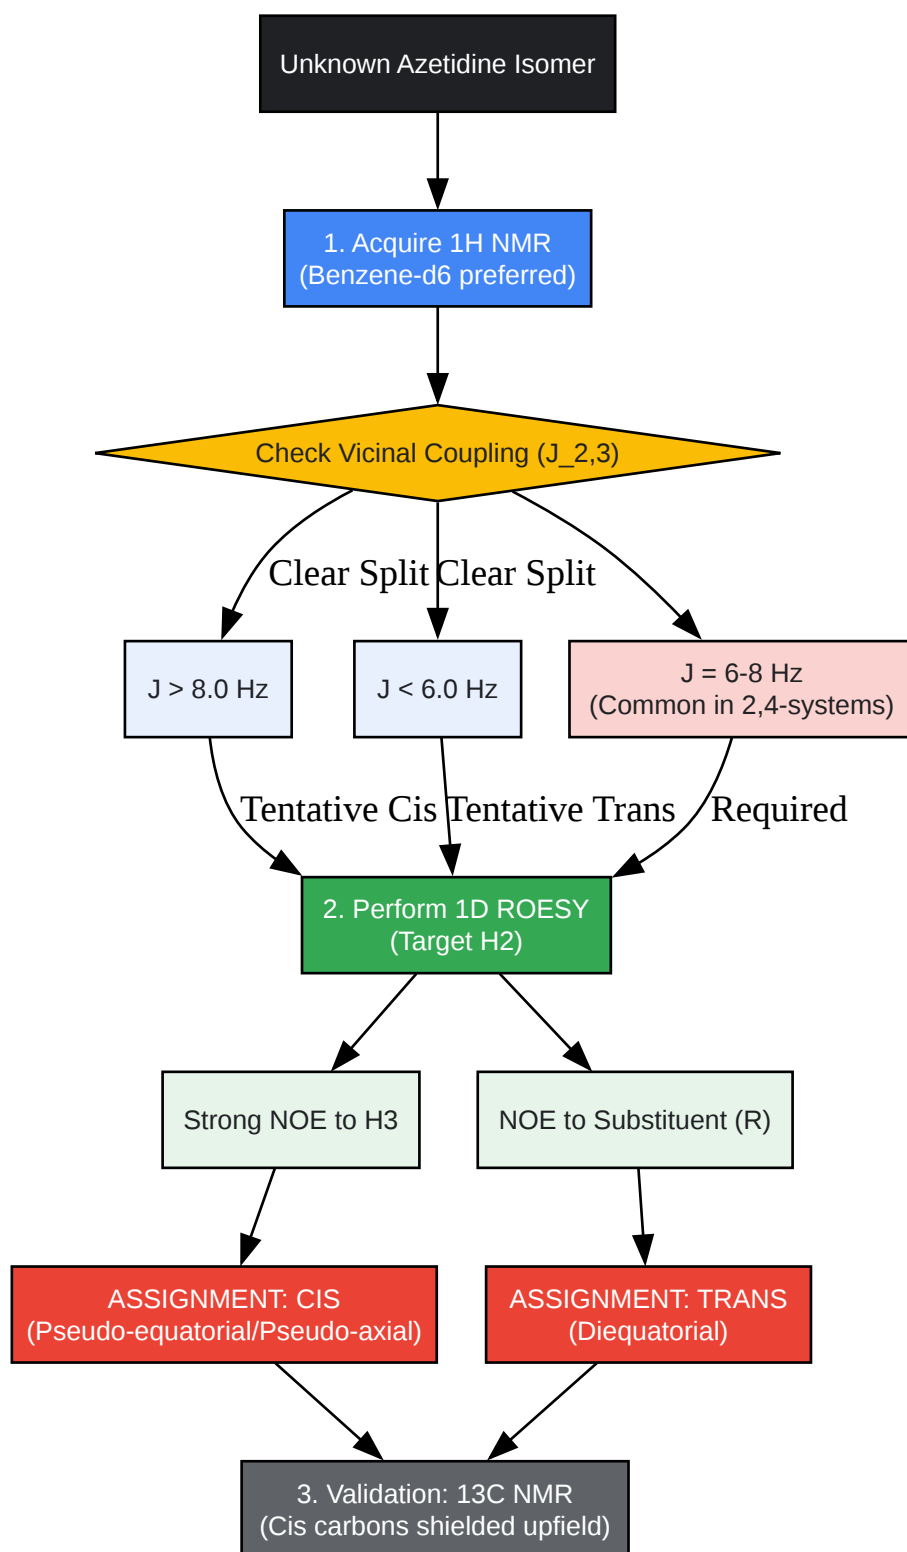 Unknown Azetidine Isomer
1. Acquire 1H NMR
(Benzene-d6 preferred)
Check Vicinal Coupling (J_2,3)
Clear Split
Clear Split
J > 8.0 Hz
J < 6.0 Hz
J = 6-8 Hz
(Common in 2,4-systems)
Tentative Cis
Tentative Trans
Required
2. Perform 1D ROESY
(Target H2)
Strong NOE to H3
NOE to Substituent (R)
ASSIGNMENT: CIS
(Pseudo-equatorial/Pseudo-axial)
ASSIGNMENT: TRANS
(Diequatorial)
3. Validation: 13C NMR
(Cis carbons shielded upfield)